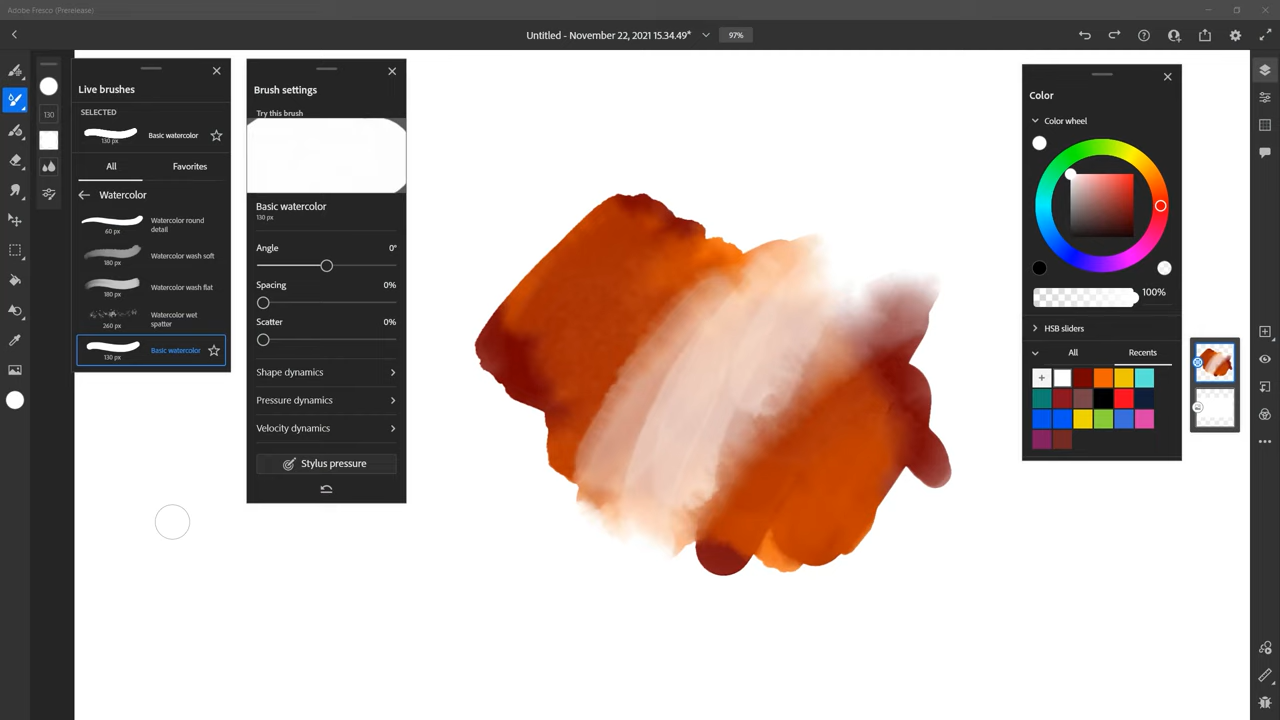 Adobe Fresco (Prerelease)
Untitled - November 22, 2021 15.34.49*
97%
130
Live brushes
SELECTED
130 px
Basic watercolor
All
Favorites
Watercolor
60 px
Watercolor round
detail
180 px
Watercolor wash soft
180 px
Watercolor wash flat
260 px
Watercolor wet
spatter
130 px
Basic watercolor
Brush settings
Try this brush
Basic watercolor
130 px
Angle
0°
Spacing
0%
Scatter
0%
Shape dynamics
Pressure dynamics
Velocity dynamics
Stylus pressure
Color
Color wheel
100%
HSB sliders
All
Recents